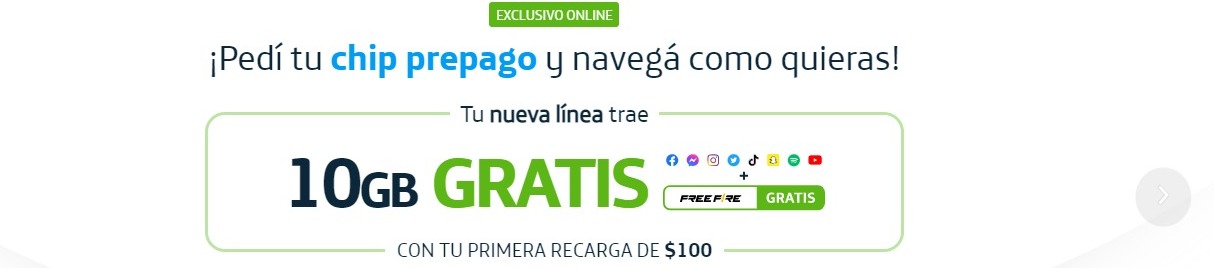 EXCLUSIVO ONLINE
¡Pedí tu chip prepago y navegá como quieras!
Tu nueva línea trae
10GB GRATIS
+
FREE FIRE GRATIS
CON TU PRIMERA RECARGA DE $100